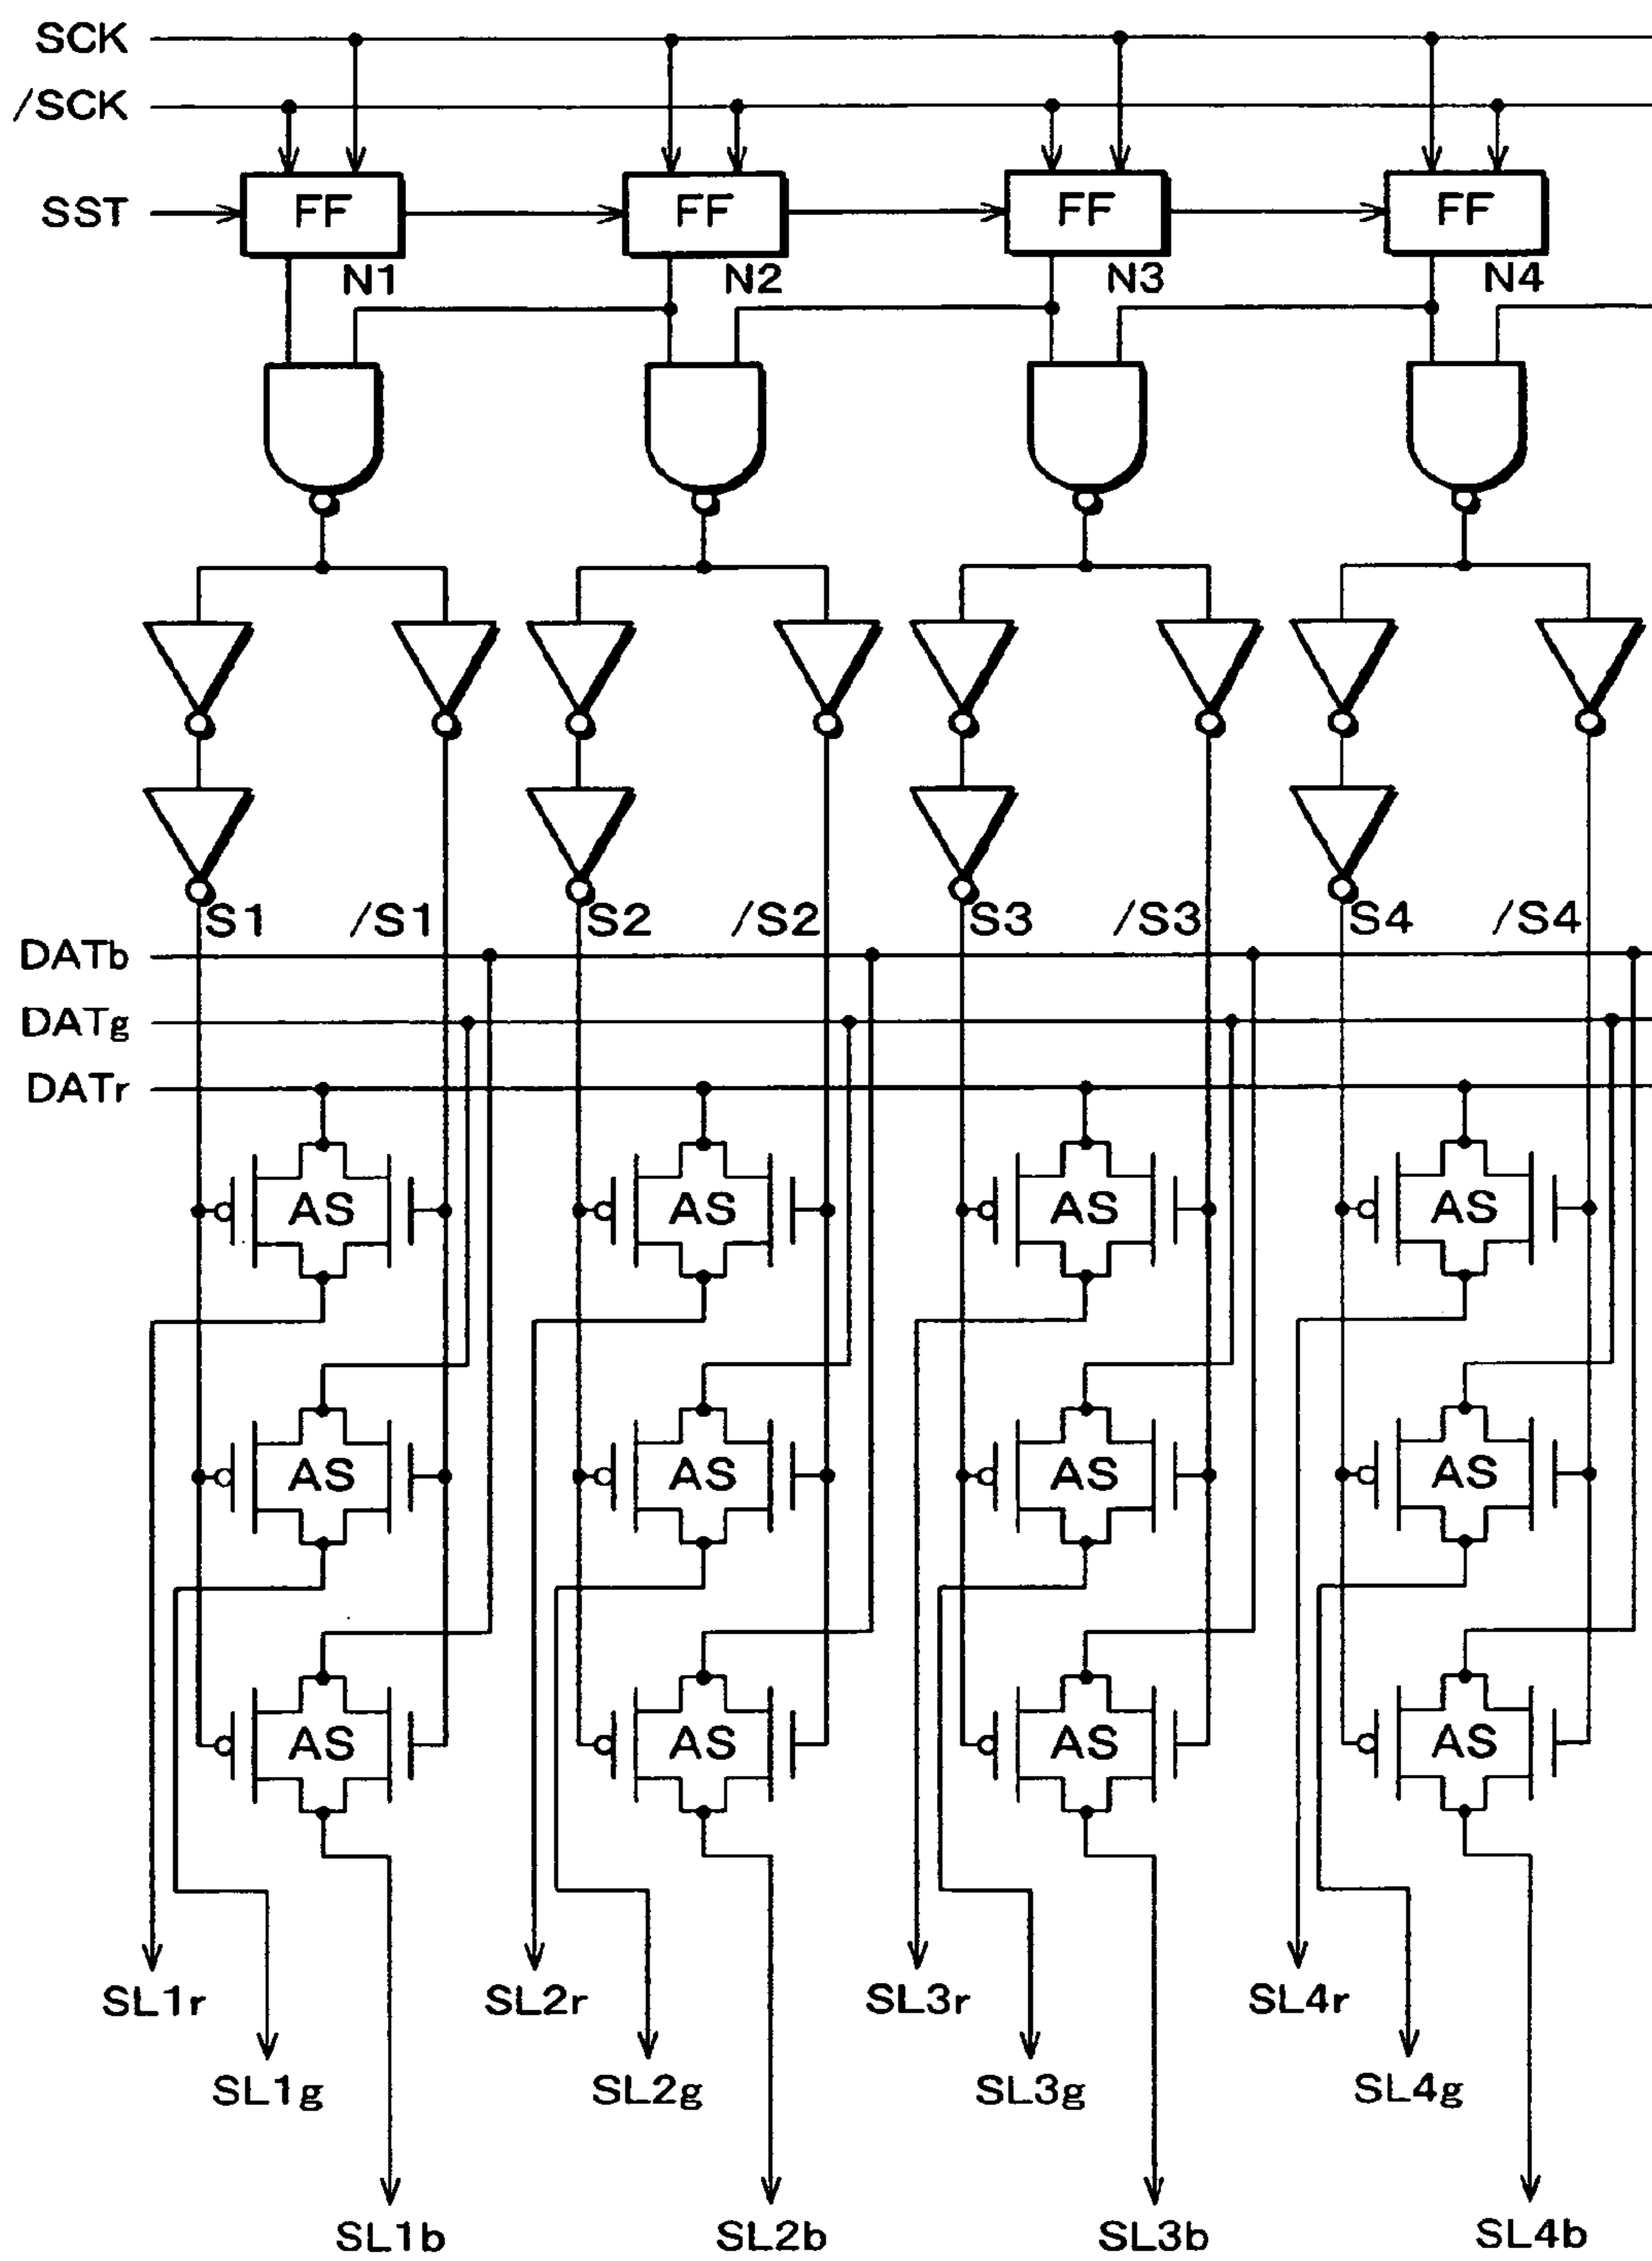 SCK
/SCK
SST FF FF FF FF
N1 N2 N3 N4
S1 /S1 S2 /S2 S3 /S3 S4 /S4
DATb
DATg
DATr
AS AS AS AS
AS AS AS AS
AS AS AS AS
SL1r SL2r SL3r SL4r
SL1g SL2g SL3g SL4g
SL1b SL2b SL3b SL4b